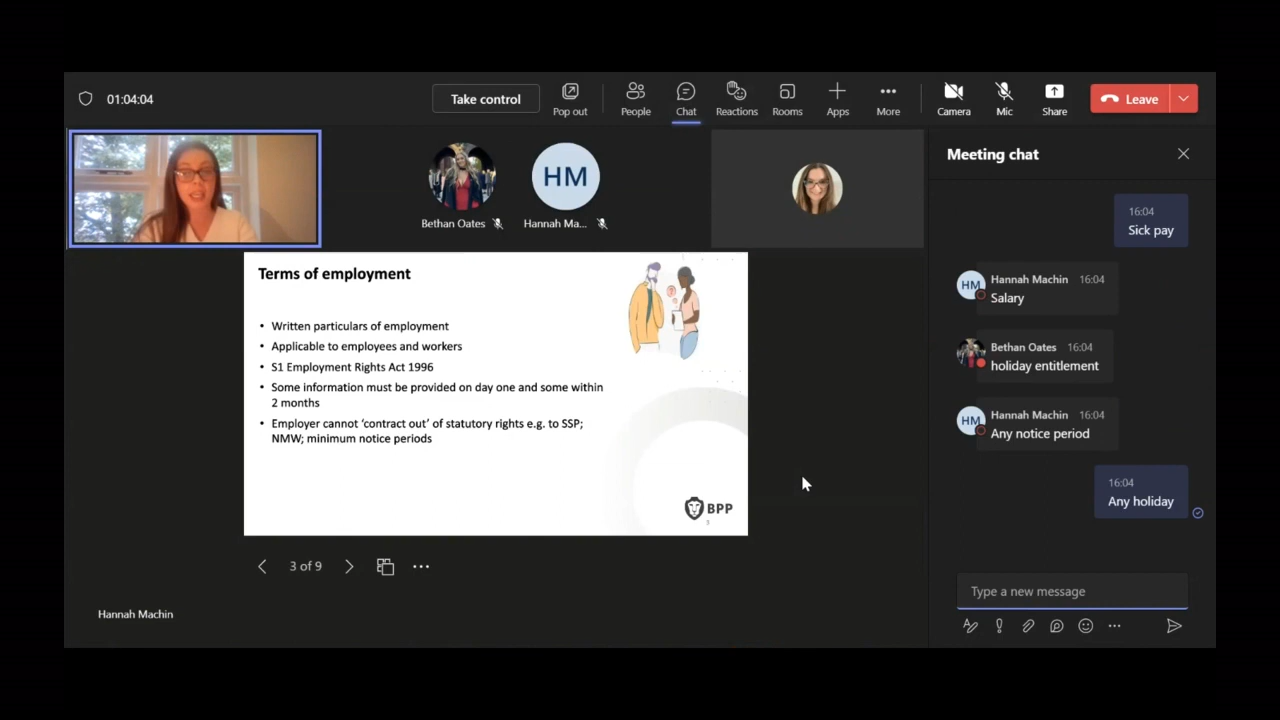 01:04:04
Take control
Pop out
People
Chat
Reactions
Rooms
Apps
More
Camera
Mic
Share
Leave
Bethan Oates
HM
Hannah Ma...
Terms of employment
• Written particulars of employment
• Applicable to employees and workers
• S1 Employment Rights Act 1996
• Some information must be provided on day one and some within
2 months
• Employer cannot ‘contract out’ of statutory rights e.g. to SSP;
NMW; minimum notice periods
BPP
3
3 of 9
Hannah Machin
Meeting chat
16:04
Sick pay
HM
Hannah Machin 16:04
Salary
Bethan Oates 16:04
holiday entitlement
HM
Hannah Machin 16:04
Any notice period
16:04
Any holiday
Type a new message